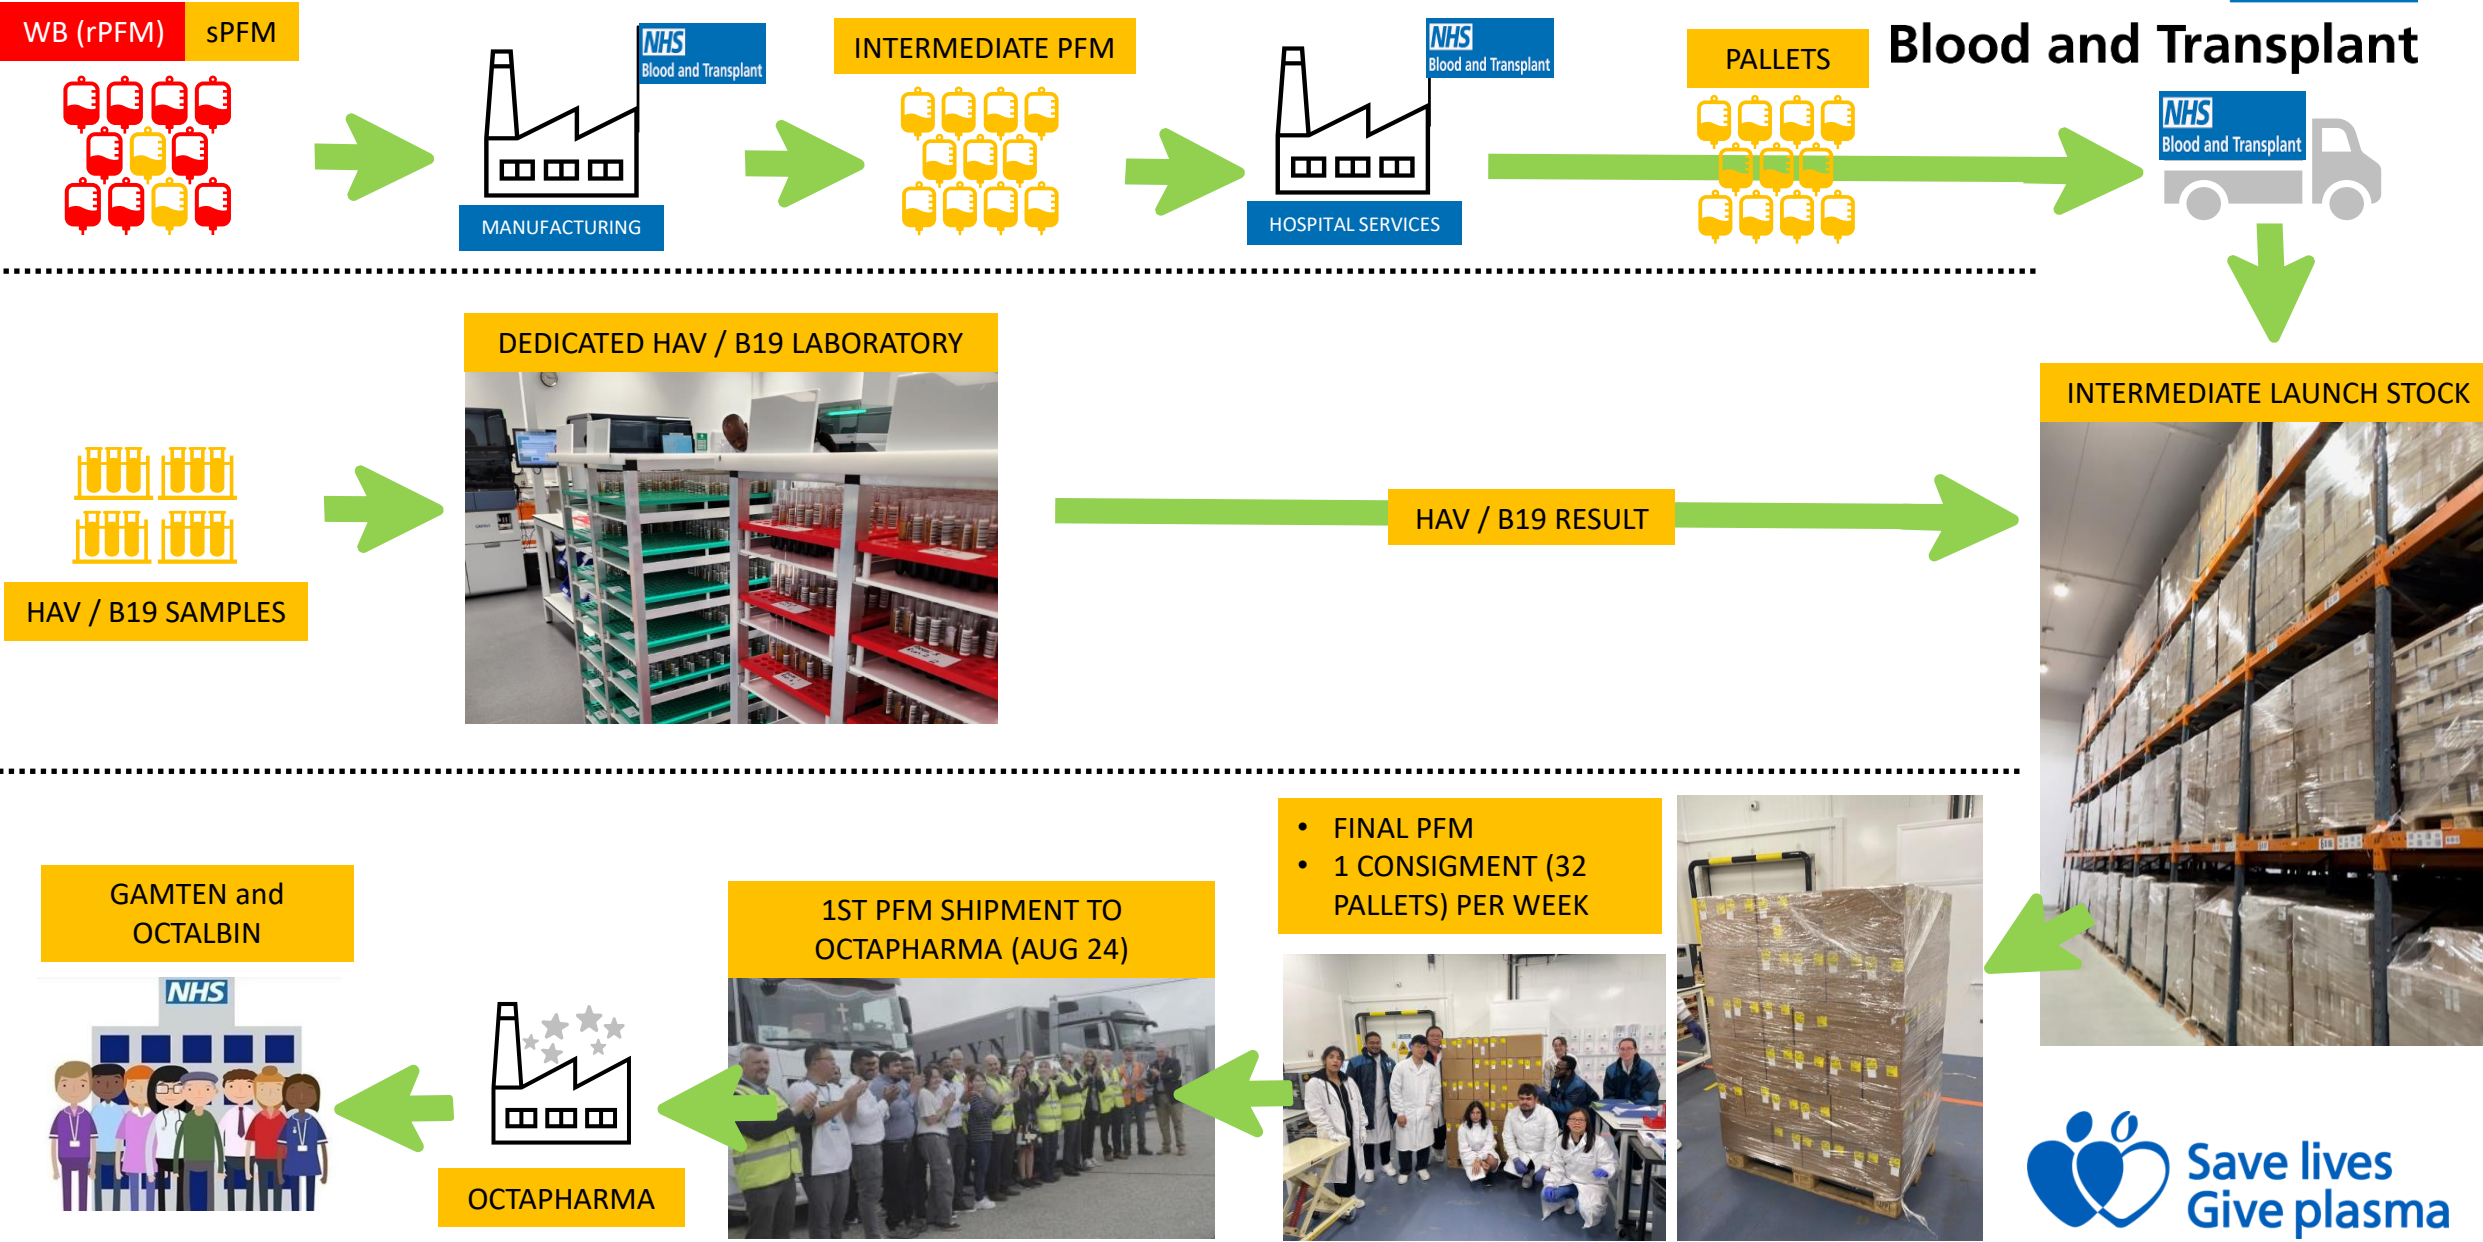 WB (rPFM)
sPFM
NHS
Blood and Transplant
MANUFACTURING
INTERMEDIATE PFM
NHS
Blood and Transplant
HOSPITAL SERVICES
PALLETS
Blood and Transplant
NHS
Blood and Transplant
DEDICATED HAV / B19 LABORATORY
HAV / B19 SAMPLES
HAV / B19 RESULT
INTERMEDIATE LAUNCH STOCK
• FINAL PFM
• 1 CONSIGMENT (32
PALLETS) PER WEEK
1ST PFM SHIPMENT TO
OCTAPHARMA (AUG 24)
OCTAPHARMA
GAMTEN and
OCTALBIN
NHS
Save lives
Give plasma